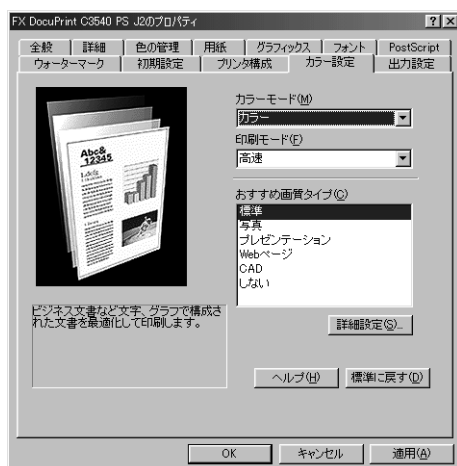 FX DocuPrint C3540 PS J2のプロパティ
全般 詳細 色の管理 用紙 グラフィックス フォント PostScript
ウォーターマーク 初期設定 プリンタ構成 カラー設定 出力設定
カラーモード(M)
カラー
印刷モード(F)
高速
おすすめ画質タイプ(C)
標準
写真
プレゼンテーション
Webページ
CAD
しない
Abc&
12345
ビジネス文書など文字、グラフで構成さ
れた文書を最適化して印刷します。
詳細設定(S)...
ヘルプ(H) 標準に戻す(D)
OK キャンセル 適用(A)